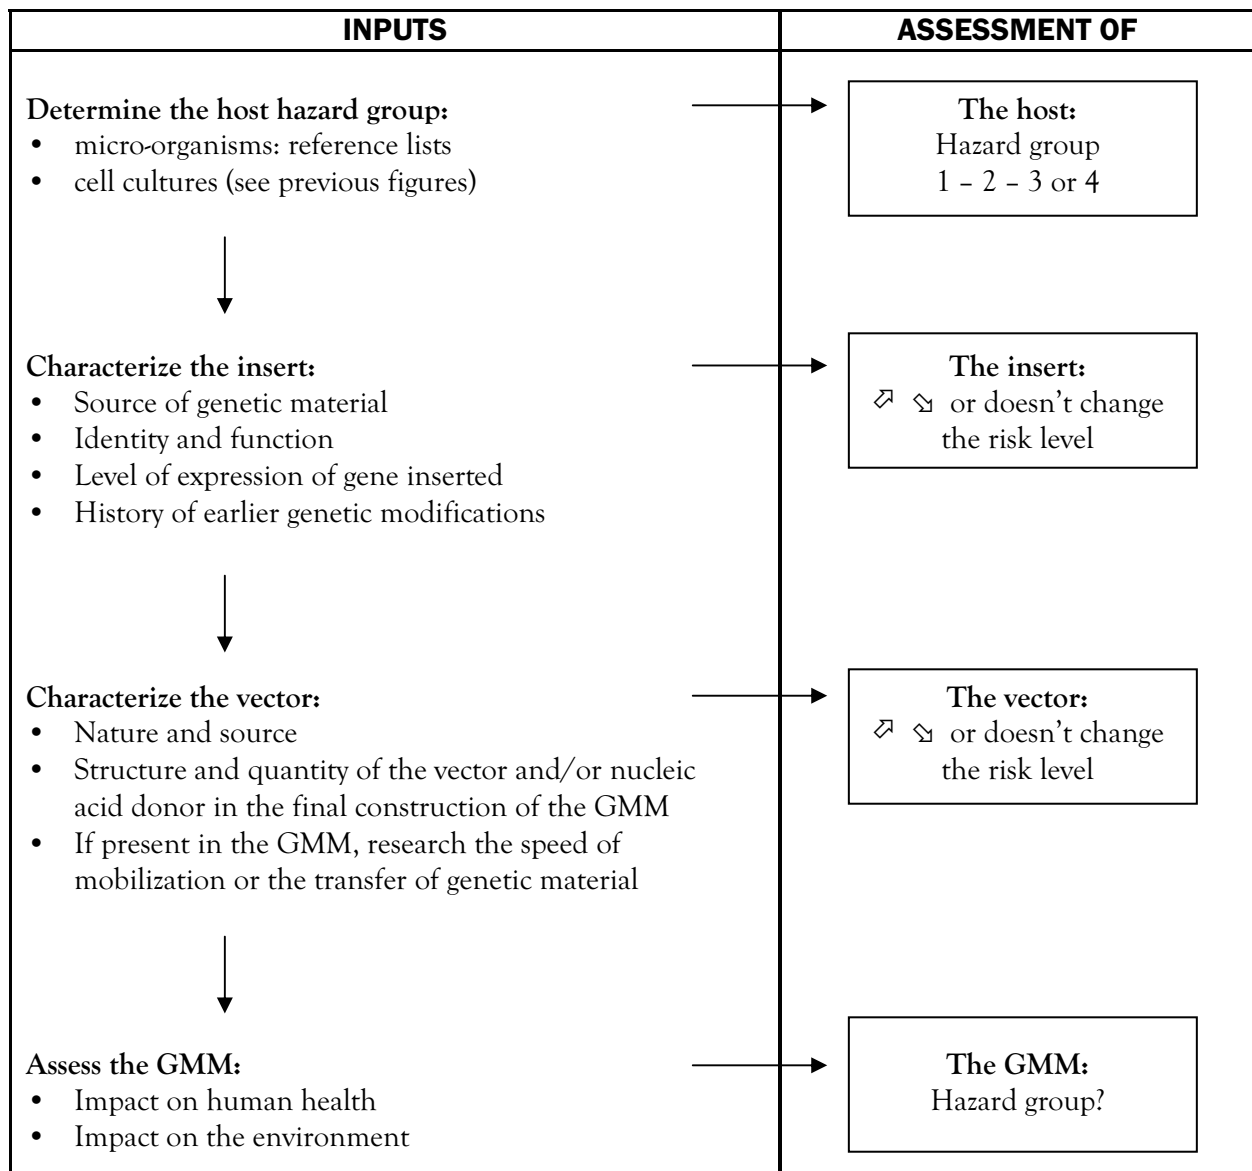 INPUTS
ASSESSMENT OF
Determine the host hazard group:
• micro-organisms: reference lists
• cell cultures (see previous figures)
The host:
Hazard group
1 – 2 – 3 or 4
Characterize the insert:
• Source of genetic material
• Identity and function
• Level of expression of gene inserted
• History of earlier genetic modifications
The insert:
⬀ ⬂ or doesn’t change
the risk level
Characterize the vector:
• Nature and source
• Structure and quantity of the vector and/or nucleic
acid donor in the final construction of the GMM
• If present in the GMM, research the speed of
mobilization or the transfer of genetic material
The vector:
⬀ ⬂ or doesn’t change
the risk level
Assess the GMM:
• Impact on human health
• Impact on the environment
The GMM:
Hazard group?